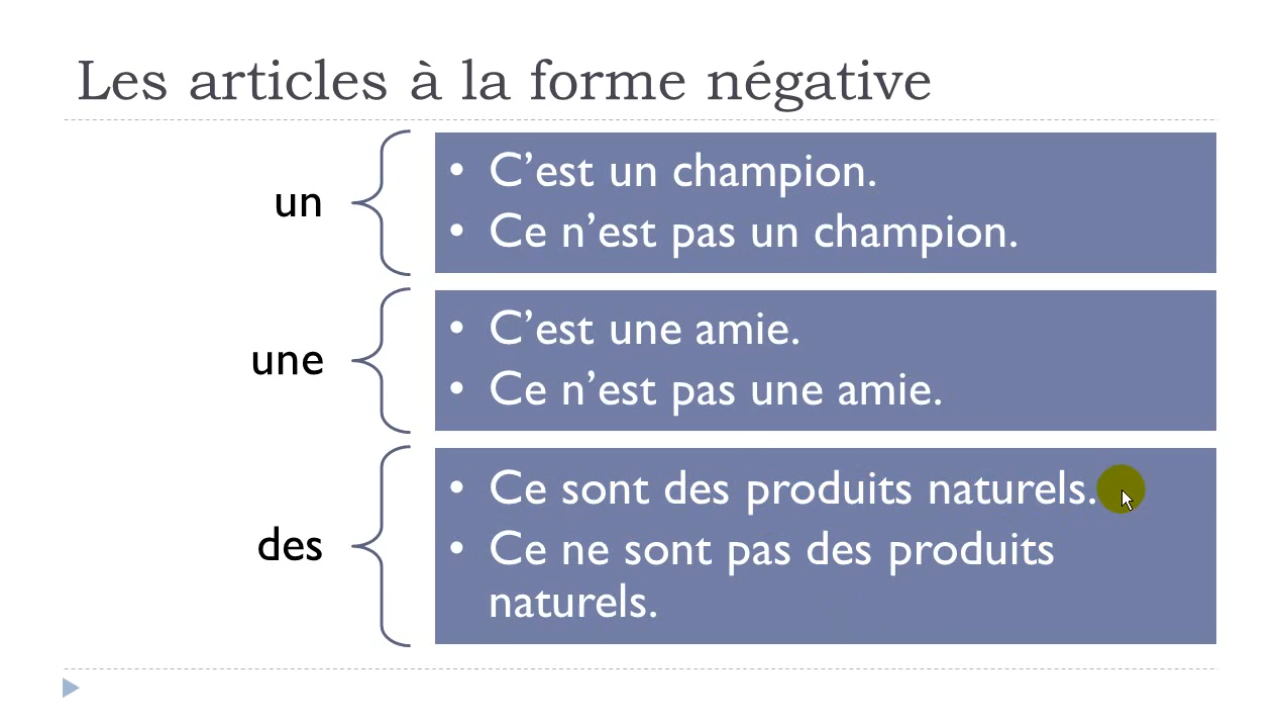 Les articles à la forme négative
un
• C’est un champion.
• Ce n’est pas un champion.
une
• C’est une amie.
• Ce n’est pas une amie.
des
• Ce sont des produits naturels.
• Ce ne sont pas des produits
naturels.